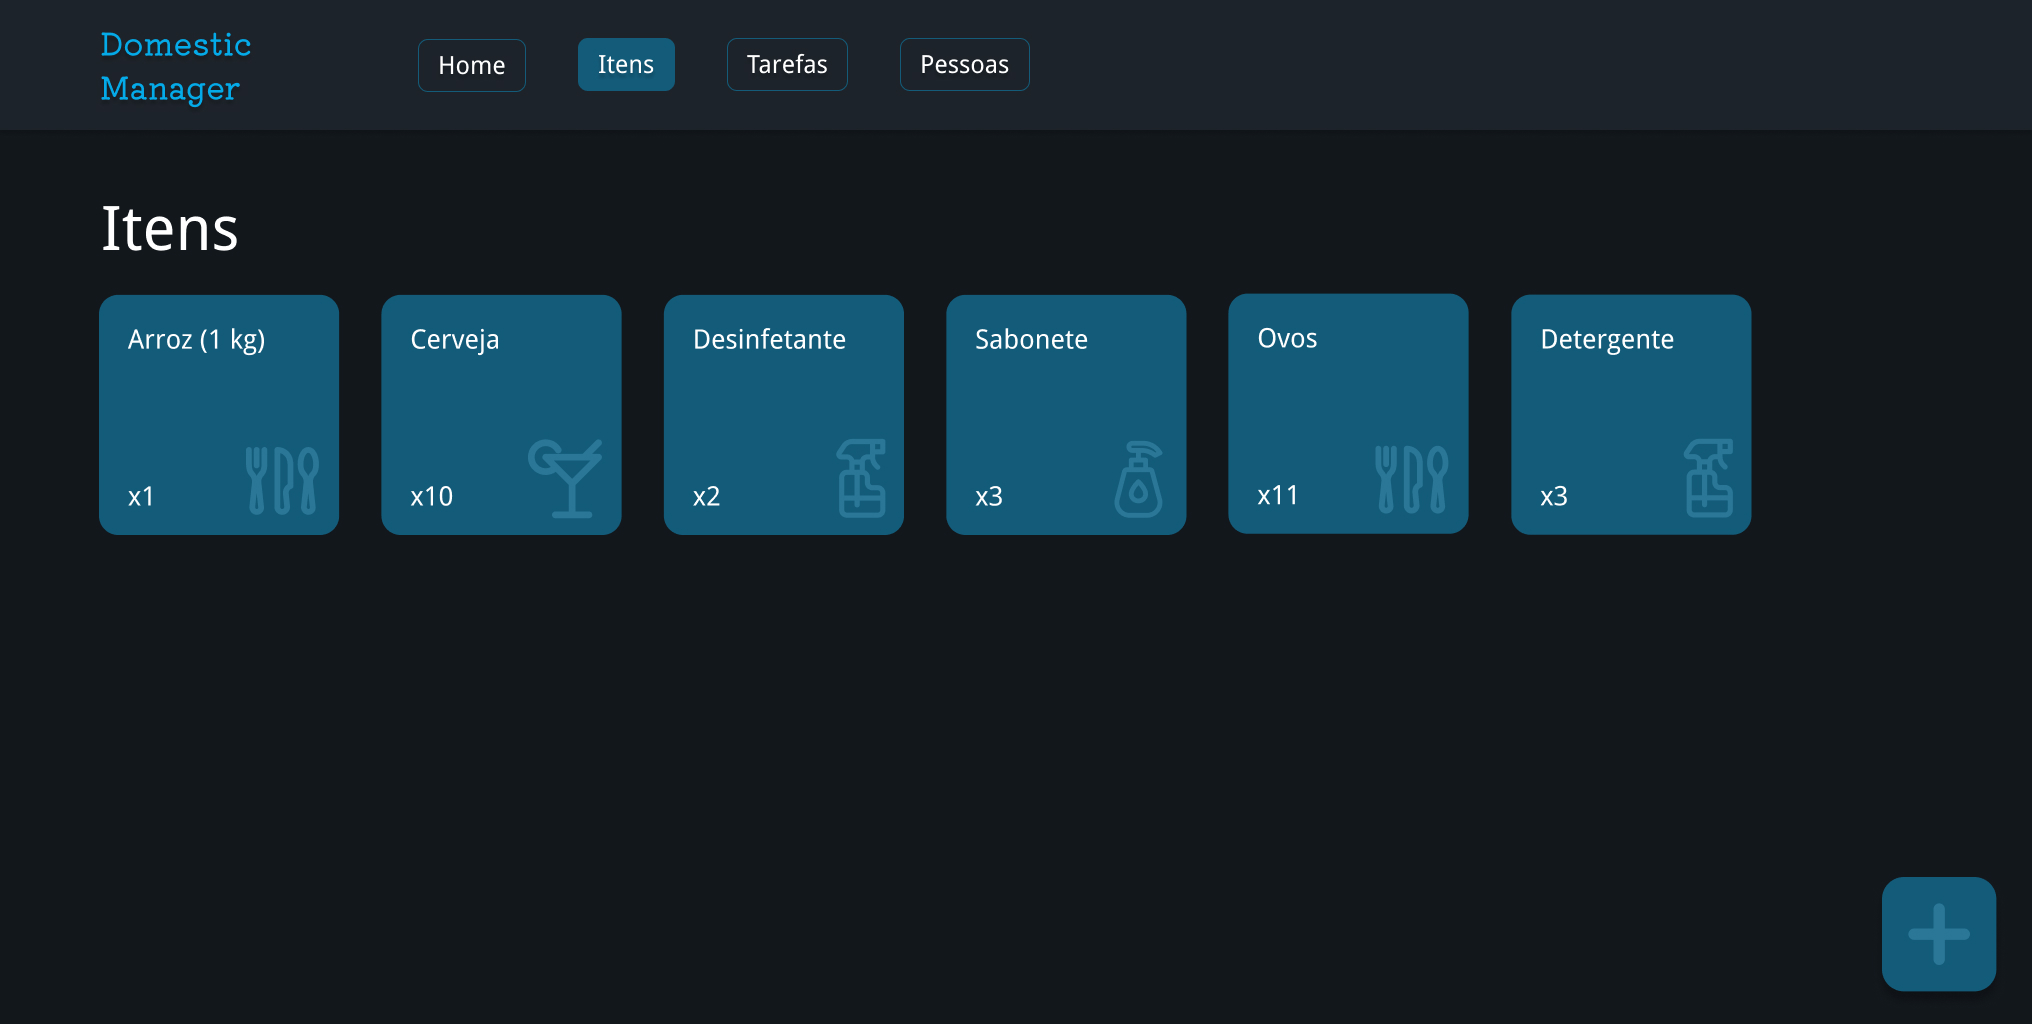 Domestic
Manager
Home
Itens
Tarefas
Pessoas
Itens
Arroz (1 kg)
x1
Cerveja
x10
Desinfetante
x2
Sabonete
x3
Ovos
x11
Detergente
x3